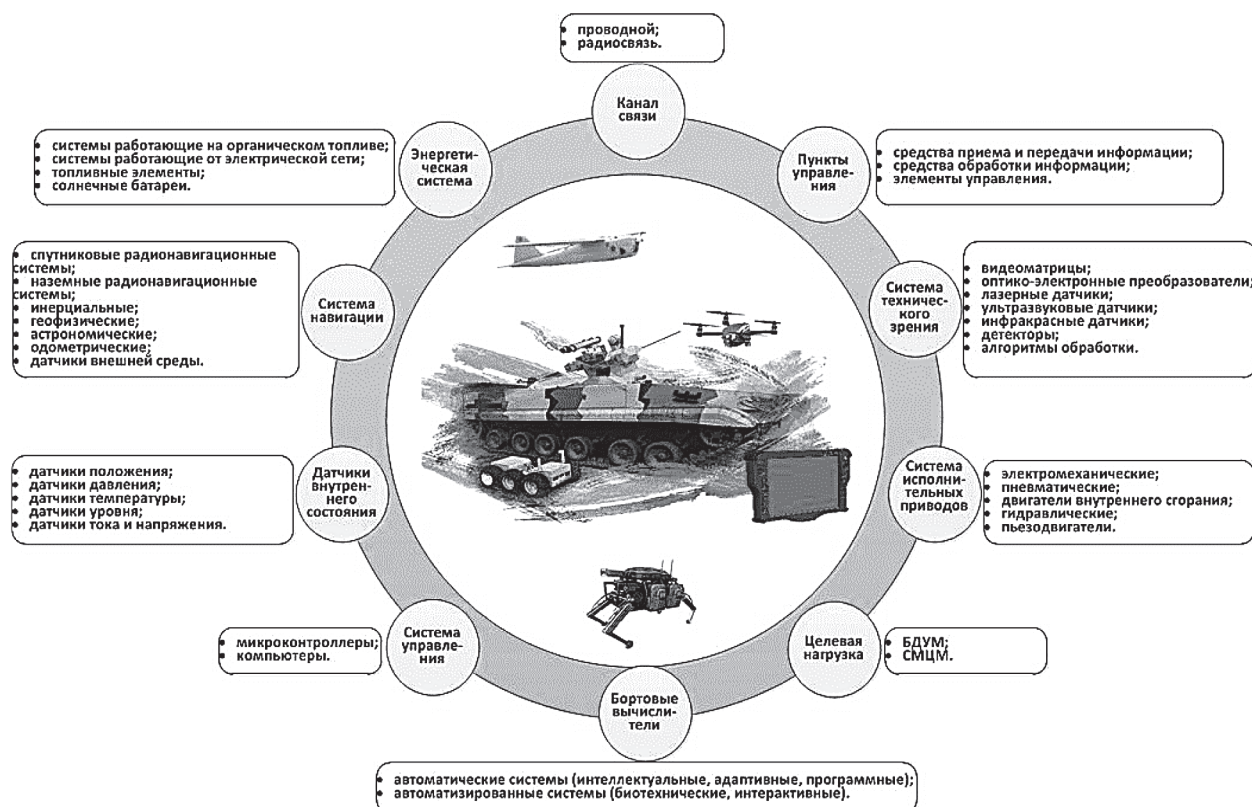 • проводной;
• радиосвязь.
Канал
связи
Пункты
управле-
ния
• средства приема и передачи информации;
• средства обработки информации;
• элементы управления.
Система
техничес-
кого
зрения
• видеоматрицы;
• оптико-электронные преобразователи;
• лазерные датчики;
• ультразвуковые датчики;
• инфракрасные датчики;
• детекторы;
• алгоритмы обработки.
Система
исполни-
тельных
приводов
• электромеханические;
• пневматические;
• двигатели внутреннего сгорания;
• гидравлические;
• пьезодвигатели.
Целевая
нагрузка
• БДУМ;
• СМЦМ.
Бортовые
вычисли-
тели
• автоматические системы (интеллектуальные, адаптивные, программные);
• автоматизированные системы (биотехнические, интерактивные).
Система
управле-
ния
• микроконтроллеры;
• компьютеры.
Датчики
внутрен-
него
состояния
• датчики положения;
• датчики давления;
• датчики температуры;
• датчики уровня;
• датчики тока и напряжения.
Система
навигации
• спутниковые радионавигационные
системы;
• наземные радионавигационные
системы;
• инерциальные;
• геофизические;
• астрономические;
• одометрические;
• датчики внешней среды.
Энергети-
ческая
система
• системы работающие на органическом топливе;
• системы работающие от электрической сети;
• топливные элементы;
• солнечные батареи.